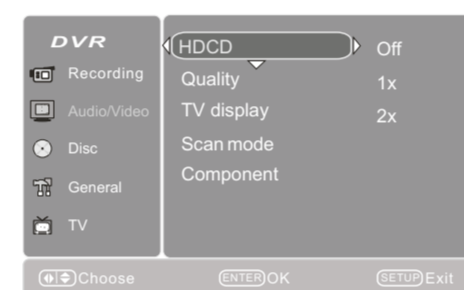 DVR
Recording
Audio/Video
Disc
General
TV
HDCD Off
Quality 1x
TV display 2x
Scan mode
Component
Choose ENTER OK SETUP Exit